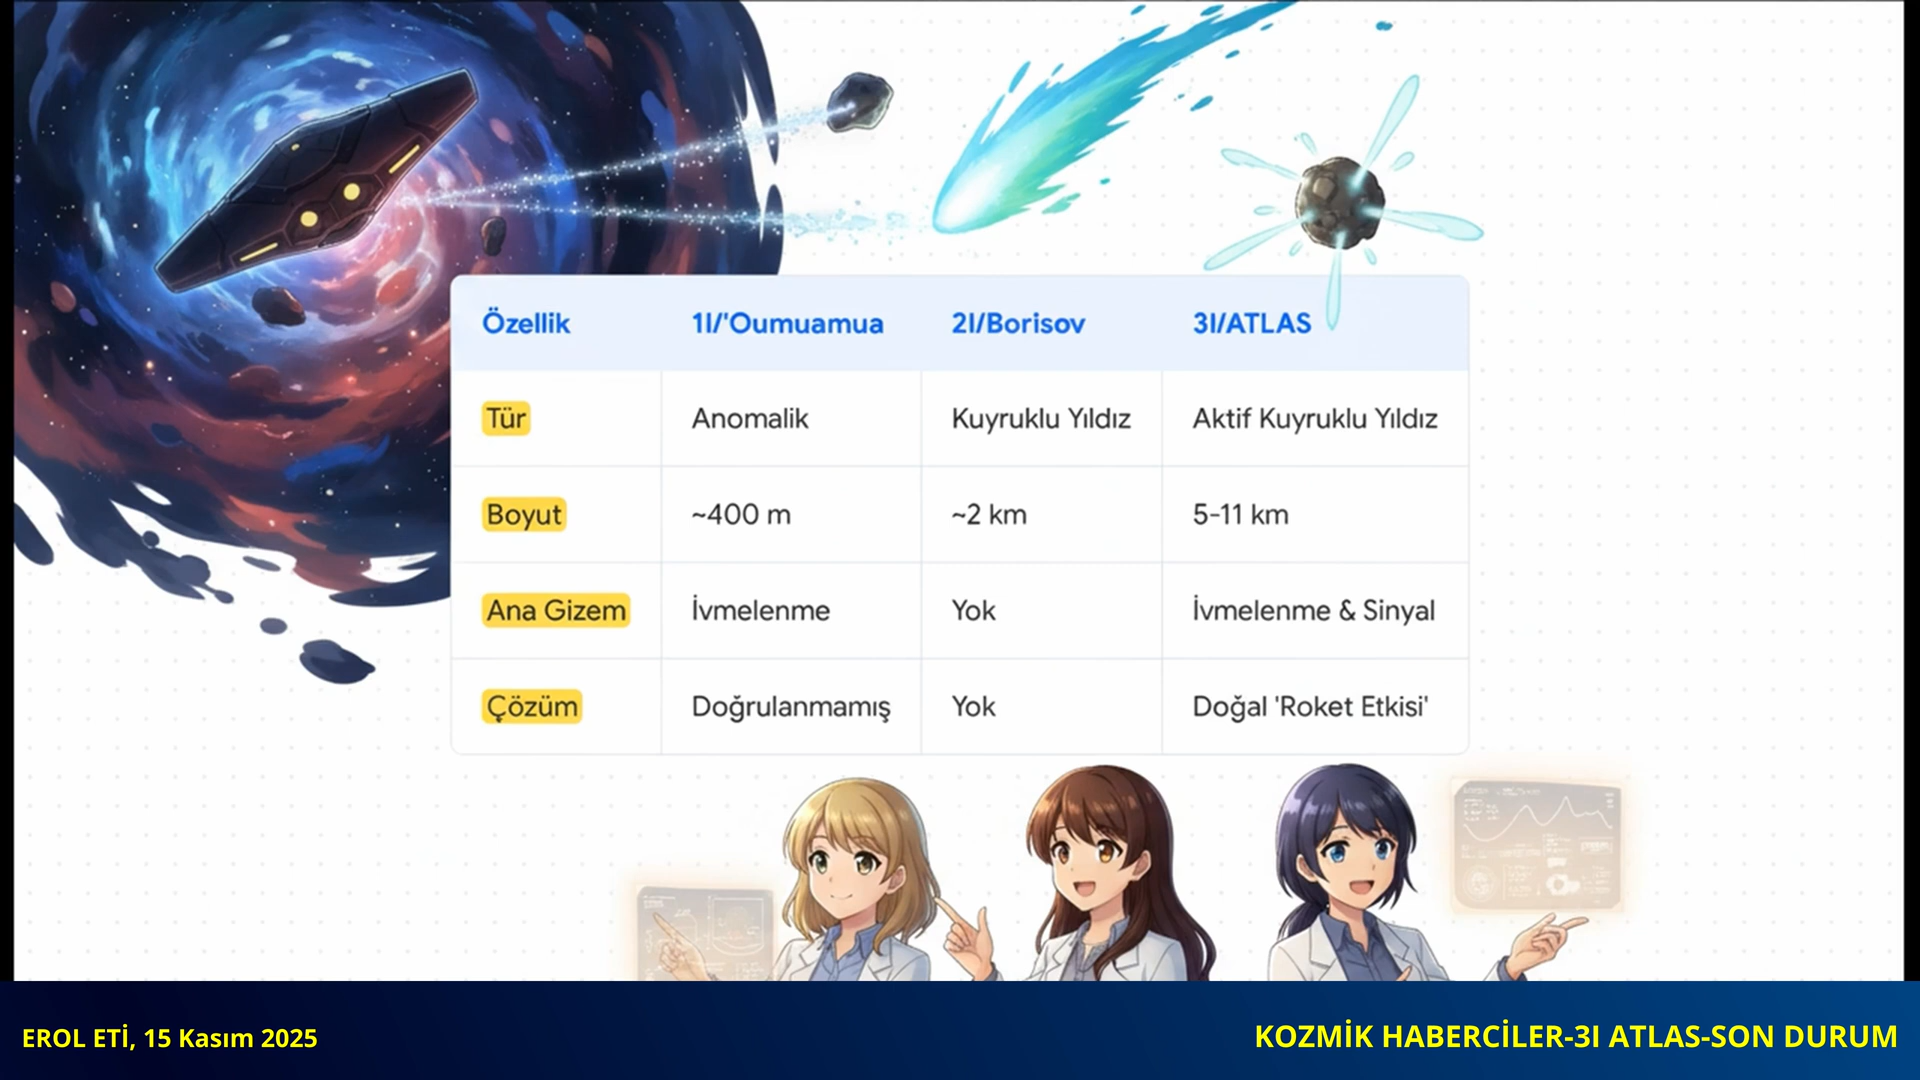 Özellik 1I/'Oumuamua 2I/Borisov 3I/ATLAS
Tür Anomalik Kuyruklu Yıldız Aktif Kuyruklu Yıldız
Boyut ~400 m ~2 km 5-11 km
Ana Gizem İvmelenme Yok İvmelenme & Sinyal
Çözüm Doğrulanmamış Yok Doğal 'Roket Etkisi'
EROL ETİ, 15 Kasım 2025
KOZMİK HABERCİLER-3I ATLAS-SON DURUM